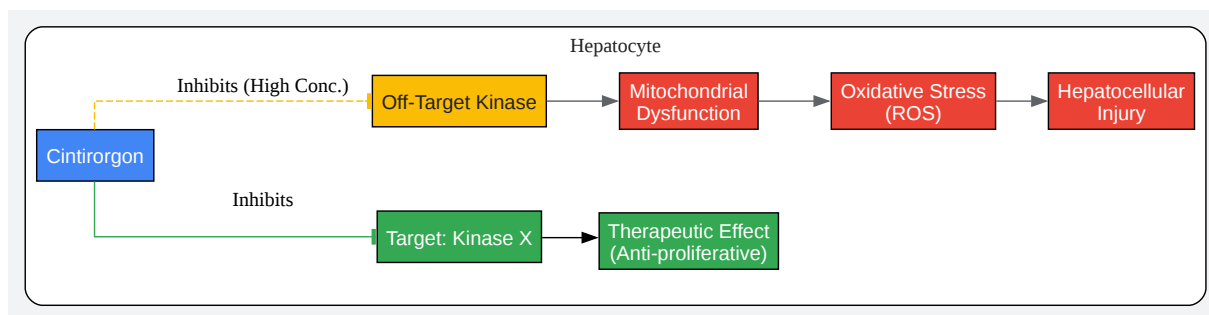 Hepatocyte
Inhibits (High Conc.)
Off-Target Kinase
Mitochondrial
Dysfunction
Oxidative Stress
(ROS)
Hepatocellular
Injury
Cintirorgon
Inhibits
Target: Kinase X
Therapeutic Effect
(Anti-proliferative)